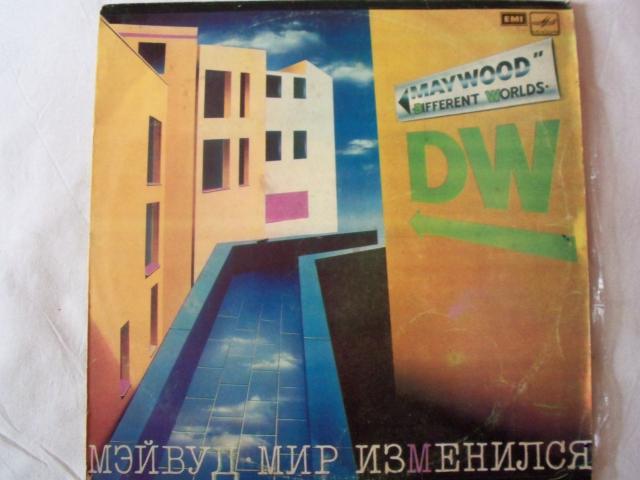 EMI
"MAYWOOD"
DIFFERENT WORLDS·
DW
МЭЙВУД·МИР ИЗМЕНИЛСЯ